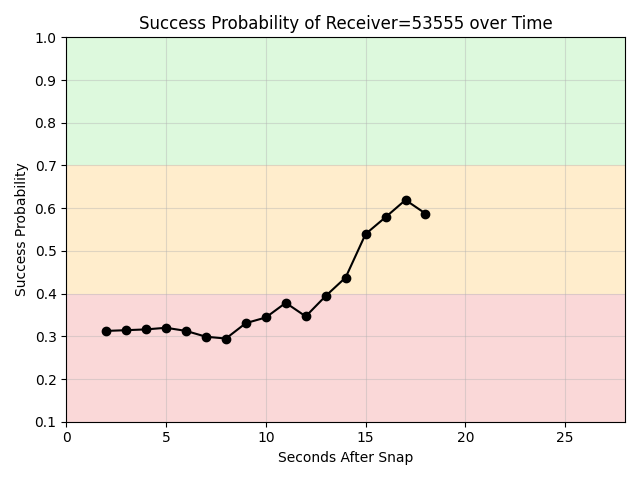 Success Probability of Receiver=53555 over Time
1.0
0.9
0.8
0.7
0.6
0.5
0.4
0.3
0.2
0.1
Success Probability
0 5 10 15 20 25
Seconds After Snap